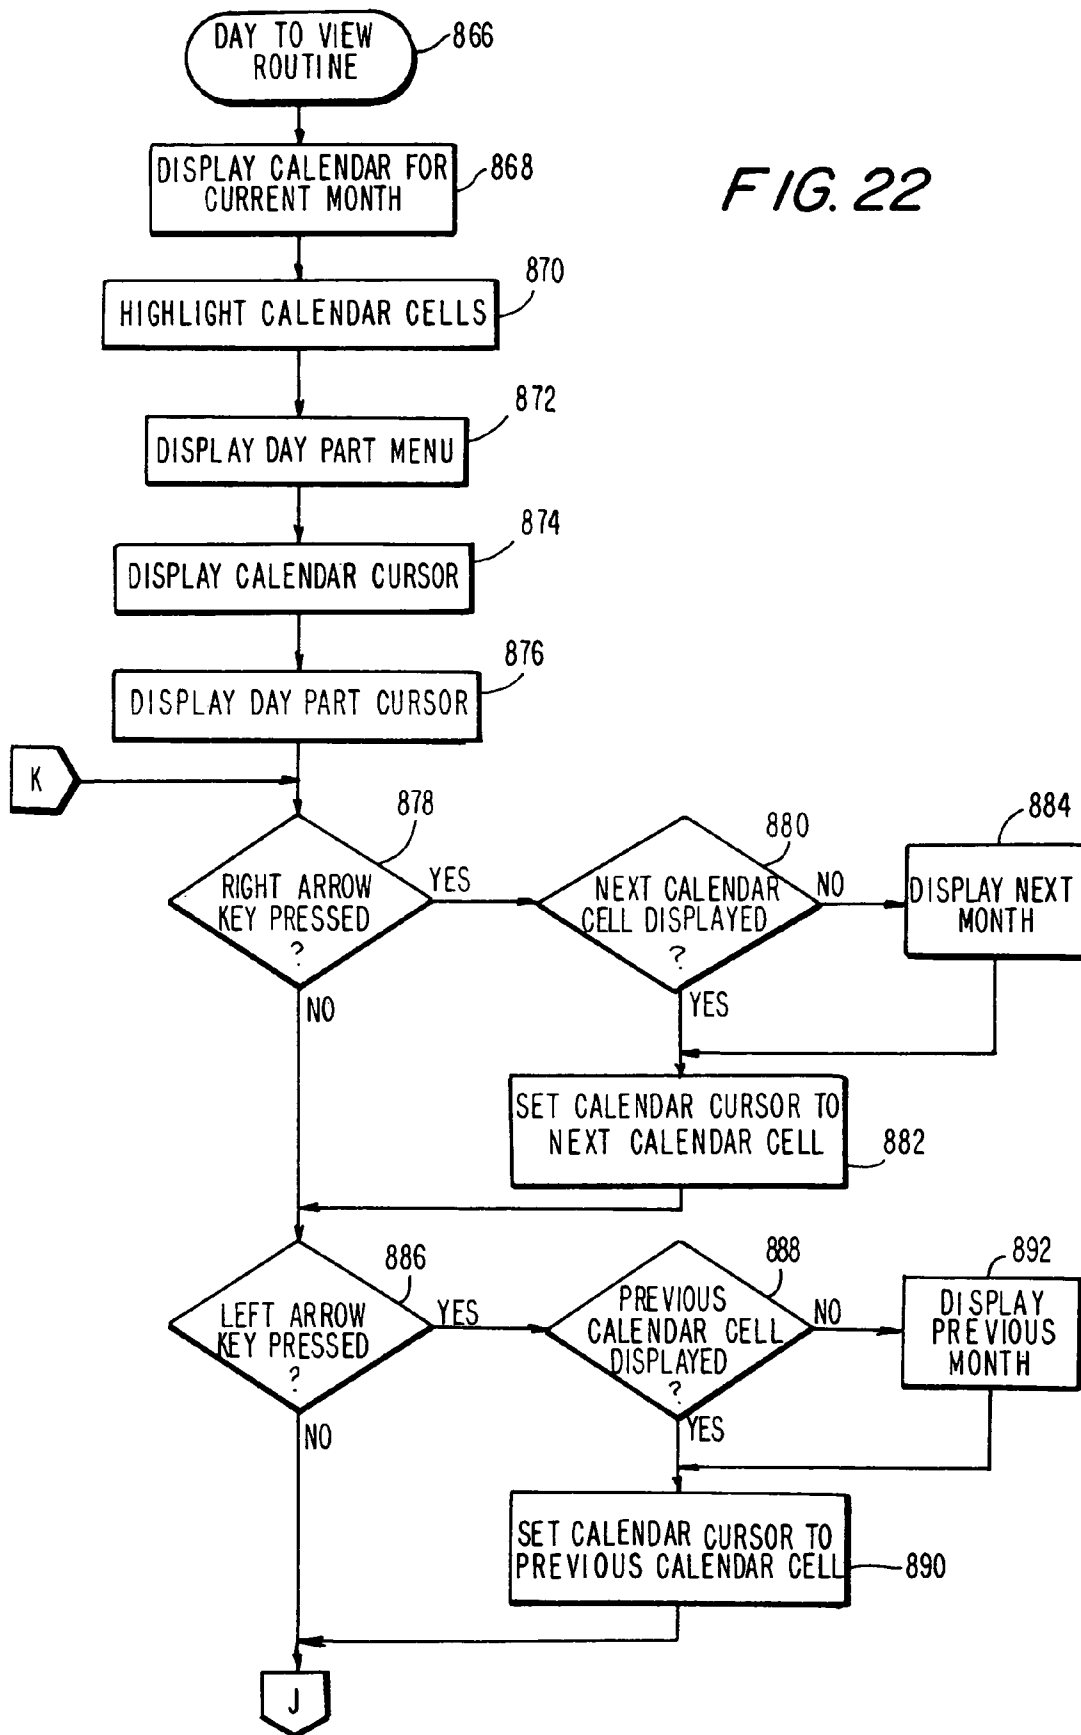 DAY TO VIEW
ROUTINE
866
DISPLAY CALENDAR FOR
CURRENT MONTH
868
FIG. 22
870
HIGHLIGHT CALENDAR CELLS
872
DISPLAY DAY PART MENU
874
DISPLAY CALENDAR CURSOR
876
DISPLAY DAY PART CURSOR
K
878
RIGHT ARROW
KEY PRESSED
?
YES
NO
880
NEXT CALENDAR
CELL DISPLAYED
?
NO
YES
884
DISPLAY NEXT
MONTH
SET CALENDAR CURSOR TO
NEXT CALENDAR CELL
882
886
LEFT ARROW
KEY PRESSED
?
YES
NO
888
PREVIOUS
CALENDAR CELL
DISPLAYED
?
NO
YES
892
DISPLAY
PREVIOUS
MONTH
SET CALENDAR CURSOR TO
PREVIOUS CALENDAR CELL
890
J